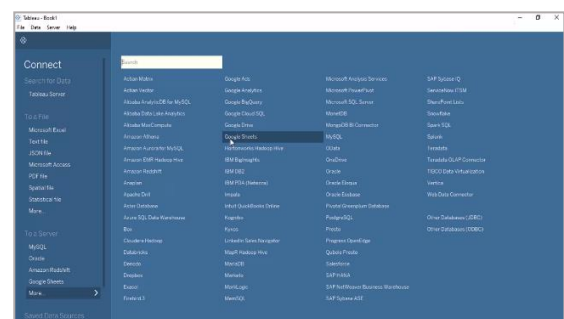 Tableau - Book1
File Data Server Help
Connect
Search
Search for Data
Tableau Server
To a File
Microsoft Excel
Text file
JSON file
Microsoft Access
PDF file
Spatial file
Statistical file
More...
To a Server
MySQL
Oracle
Amazon Redshift
Google Sheets
More...
Saved Data Sources
Actian Matrix
Actian Vector
Alibaba AnalyticDB for MySQL
Alibaba Data Lake Analytics
Alibaba MaxCompute
Amazon Athena
Amazon Aurora for MySQL
Amazon EMR Hadoop Hive
Amazon Redshift
Anaplan
Apache Drill
Aster Database
Azure SQL Data Warehouse
Box
Cloudera Hadoop
Databricks
Denodo
Dropbox
Exasol
Firebird 3
Google Ads
Google Analytics
Google BigQuery
Google Cloud SQL
Google Drive
Google Sheets
Hortonworks Hadoop Hive
IBM BigInsights
IBM DB2
IBM PDA (Netezza)
Impala
Intuit QuickBooks Online
Kognitio
Kyvos
LinkedIn Sales Navigator
MapR Hadoop Hive
MariaDB
Marketo
MarkLogic
MemSQL
Microsoft Analysis Services
Microsoft PowerPivot
Microsoft SQL Server
MonetDB
MongoDB BI Connector
MySQL
OData
OneDrive
Oracle
Oracle Eloqua
Oracle Essbase
Pivotal Greenplum Database
PostgreSQL
Presto
Progress OpenEdge
Qubole Presto
Salesforce
SAP HANA
SAP NetWeaver Business Warehouse
SAP Sybase ASE
SAP Sybase IQ
ServiceNow ITSM
SharePoint Lists
Snowflake
Spark SQL
Splunk
Teradata
Teradata OLAP Connector
TIBCO Data Virtualization
Vertica
Web Data Connector
Other Databases (JDBC)
Other Databases (ODBC)